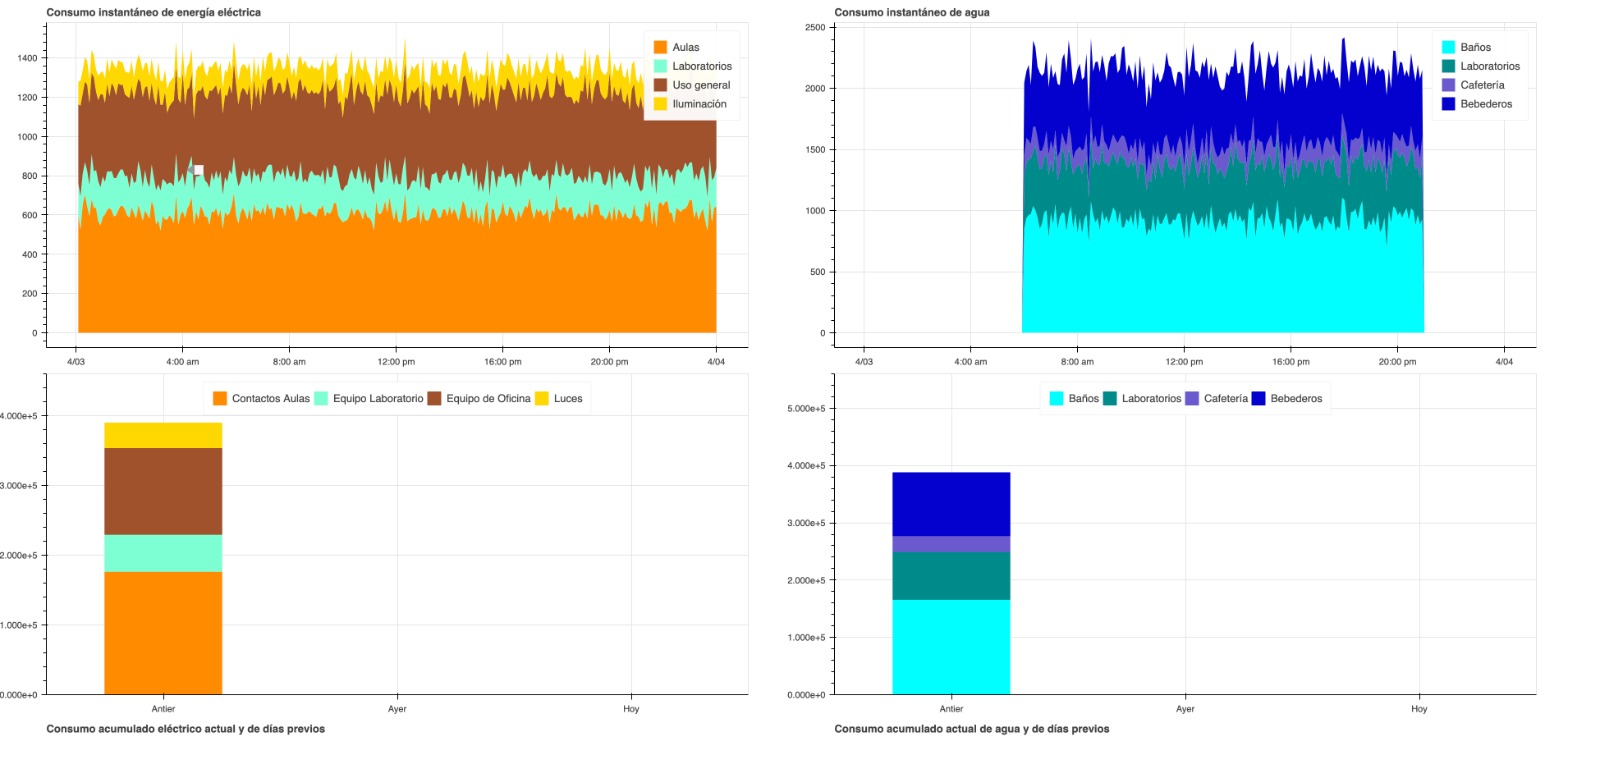 Consumo instantáneo de energía eléctrica
1400
1200
1000
800
600
400
200
0
Aulas
Laboratorios
Uso general
Iluminación
4/03
4:00 am
8:00 am
12:00 pm
16:00 pm
20:00 pm
4/04
Consumo instantáneo de agua
2500
2000
1500
1000
500
0
Baños
Laboratorios
Cafetería
Bebederos
4/03
4:00 am
8:00 am
12:00 pm
16:00 pm
20:00 pm
4/04
Contactos Aulas Equipo Laboratorio Equipo de Oficina Luces
4.000e+5
3.000e+5
2.000e+5
1.000e+5
0.000e+0
Antier
Ayer
Hoy
Consumo acumulado eléctrico actual y de días previos
Baños Laboratorios Cafetería Bebederos
5.000e+5
4.000e+5
3.000e+5
2.000e+5
1.000e+5
0.000e+0
Antier
Ayer
Hoy
Consumo acumulado actual de agua y de días previos